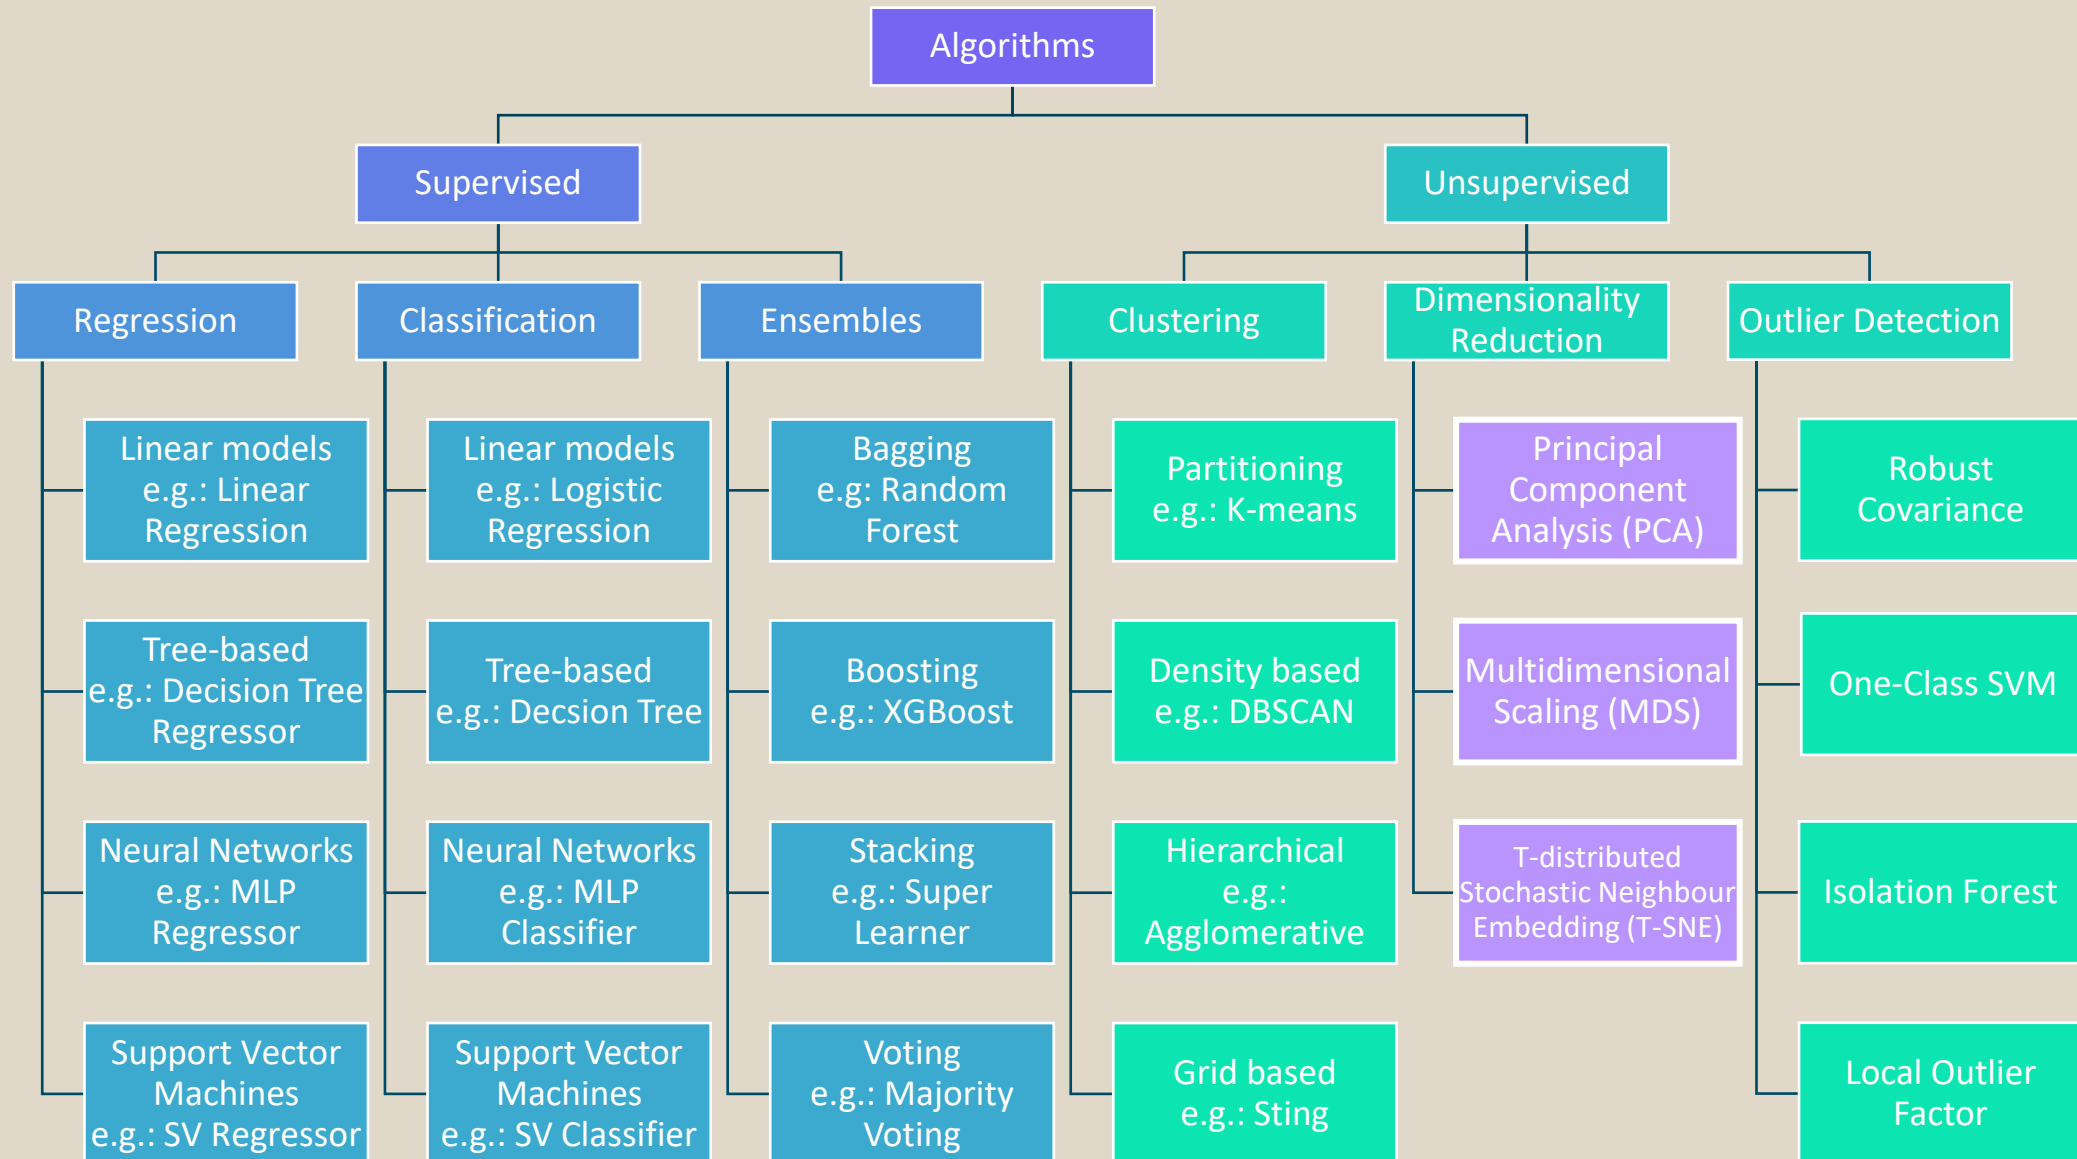 Algorithms
Supervised
Unsupervised
Regression
Classification
Ensembles
Clustering
Dimensionality
Reduction
Outlier Detection
Linear models
e.g.: Linear
Regression
Linear models
e.g.: Logistic
Regression
Bagging
e.g: Random
Forest
Partitioning
e.g.: K-means
Principal
Component
Analysis (PCA)
Robust
Covariance
Tree-based
e.g.: Decision Tree
Regressor
Tree-based
e.g.: Decsion Tree
Boosting
e.g.: XGBoost
Density based
e.g.: DBSCAN
Multidimensional
Scaling (MDS)
One-Class SVM
Neural Networks
e.g.: MLP
Regressor
Neural Networks
e.g.: MLP
Classifier
Stacking
e.g.: Super
Learner
Hierarchical
e.g.:
Agglomerative
T-distributed
Stochastic Neighbour
Embedding (T-SNE)
Isolation Forest
Support Vector
Machines
e.g.: SV Regressor
Support Vector
Machines
e.g.: SV Classifier
Voting
e.g.: Majority
Voting
Grid based
e.g.: Sting
Local Outlier
Factor